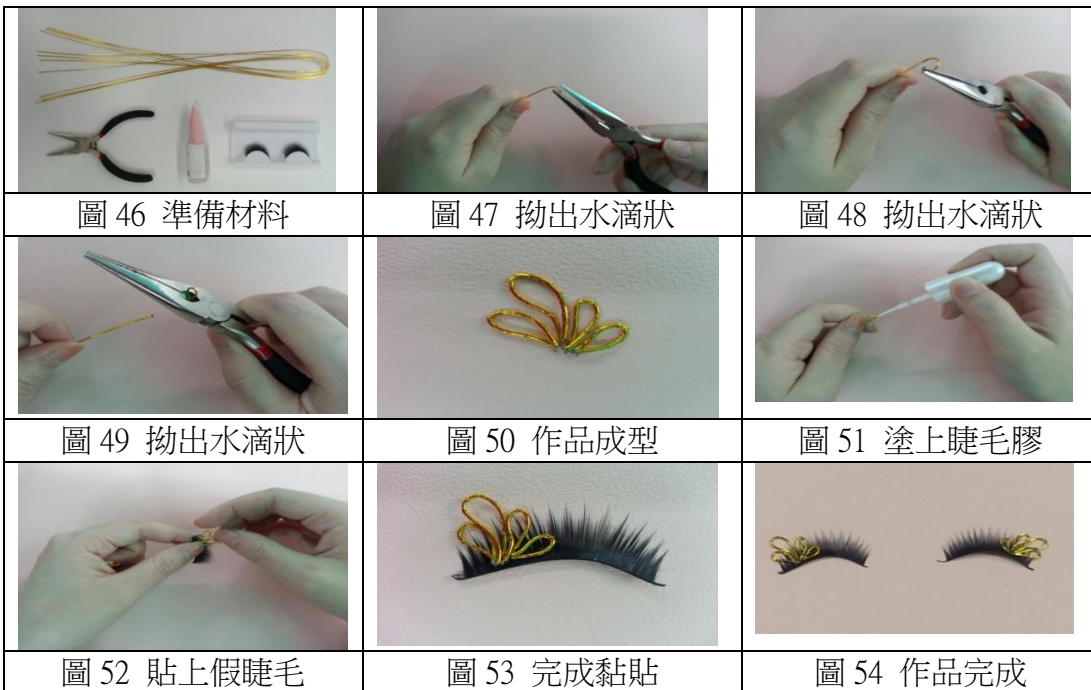 圖 46 準備材料
圖 47 拗出水滴狀
圖 48 拗出水滴狀
圖 49 拗出水滴狀
圖 50 作品成型
圖 51 塗上睫毛膠
圖 52 貼上假睫毛
圖 53 完成黏貼
圖 54 作品完成